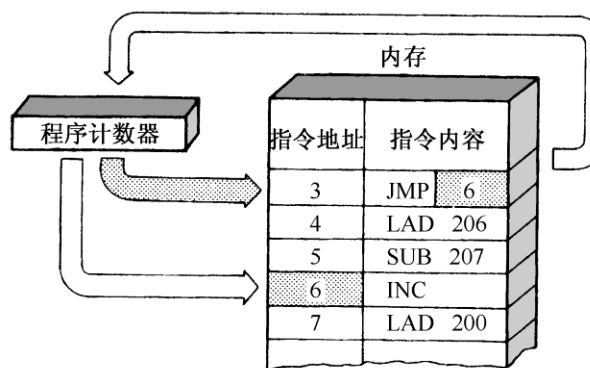 内存
程序计数器
指令地址 指令内容
3 JMP 6
4 LAD 206
5 SUB 207
6 INC
7 LAD 200